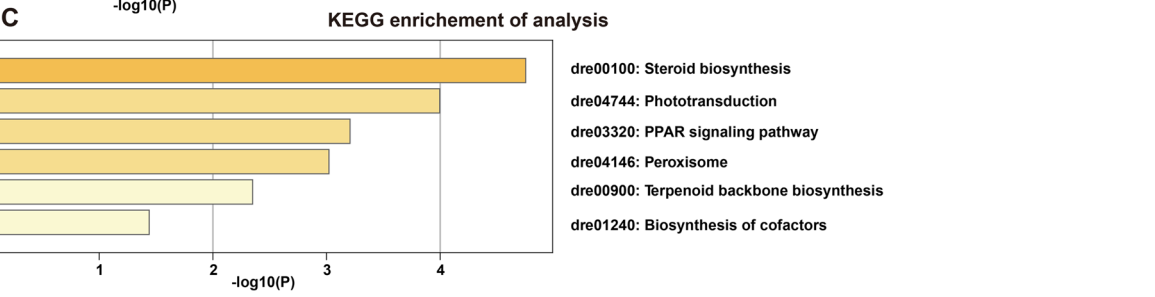 -log10(P)
C
KEGG enrichement of analysis
dre00100: Steroid biosynthesis
dre04744: Phototransduction
dre03320: PPAR signaling pathway
dre04146: Peroxisome
dre00900: Terpenoid backbone biosynthesis
dre01240: Biosynthesis of cofactors
1 2 3 4
-log10(P)